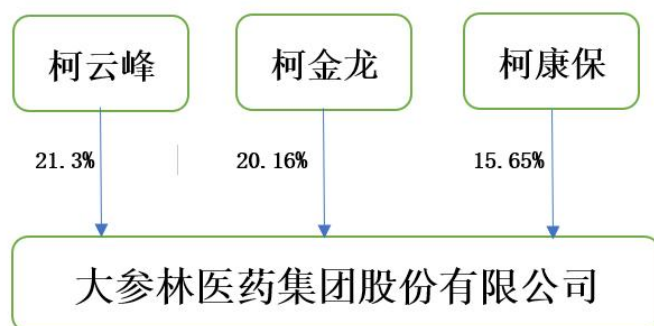 柯云峰 柯金龙 柯康保
21.3% 20.16% 15.65%
大参林医药集团股份有限公司